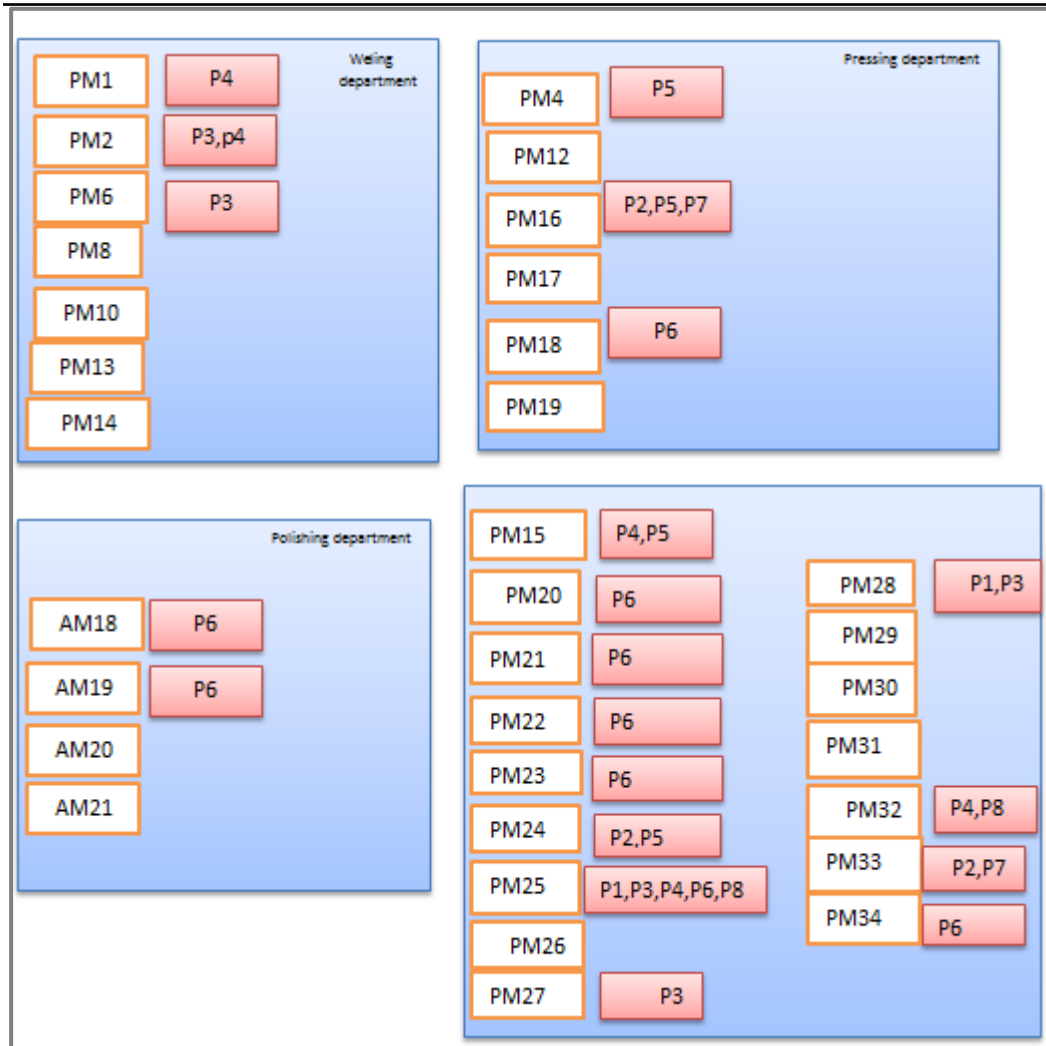 Weling
department
PM1 P4
PM2 P3,p4
PM6 P3
PM8
PM10
PM13
PM14
Pressing department
PM4 P5
PM12
PM16 P2,P5,P7
PM17
PM18 P6
PM19
Polishing department
AM18 P6
AM19 P6
AM20
AM21
PM15 P4,P5
PM20 P6
PM21 P6
PM22 P6
PM23 P6
PM24 P2,P5
PM25 P1,P3,P4,P6,P8
PM26
PM27 P3
PM28 P1,P3
PM29
PM30
PM31
PM32 P4,P8
PM33 P2,P7
PM34 P6